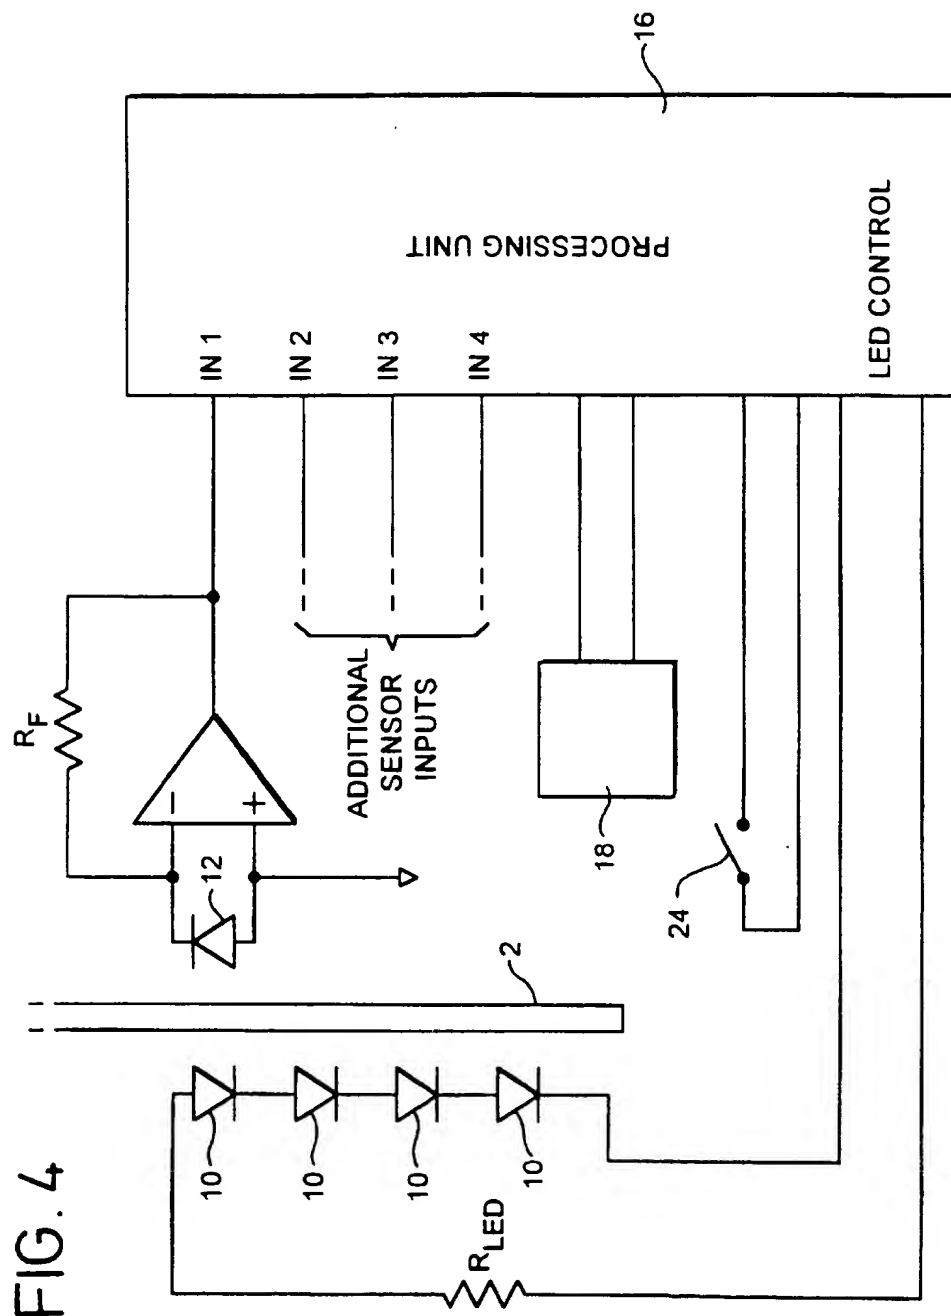 FIG. 4
16
PROCESSING UNIT
IN 1
IN 2
IN 3
IN 4
LED CONTROL
R_F
ADDITIONAL
SENSOR
INPUTS
12
18
24
2
10
10
10
10
R_LED